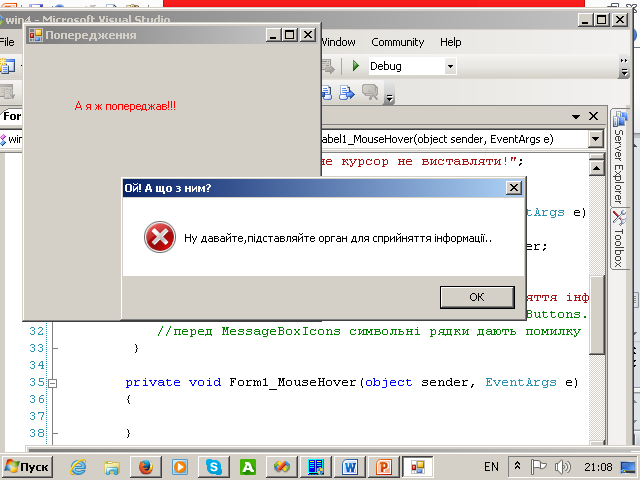 win4 - Microsoft Visual Studio
Попередження
File
Window
Community
Help
Debug
А я ж попереджав!!!
For
win
abel1_MouseHover(object sender, EventArgs e)
не курсор не виставляти!";
Ой! А що з ним?
tArgs e)
Ну давайте,підставляйте орган для сприйняття інформації..
er;
OK
яття інф
Buttons.
32 //перед MessageBoxIcons символьні рядки дають помилку
33 }
34
35 private void Form1_MouseHover(object sender, EventArgs e)
36 {
37
38 }
Server Explorer
Toolbox
Пуск
EN
21:08